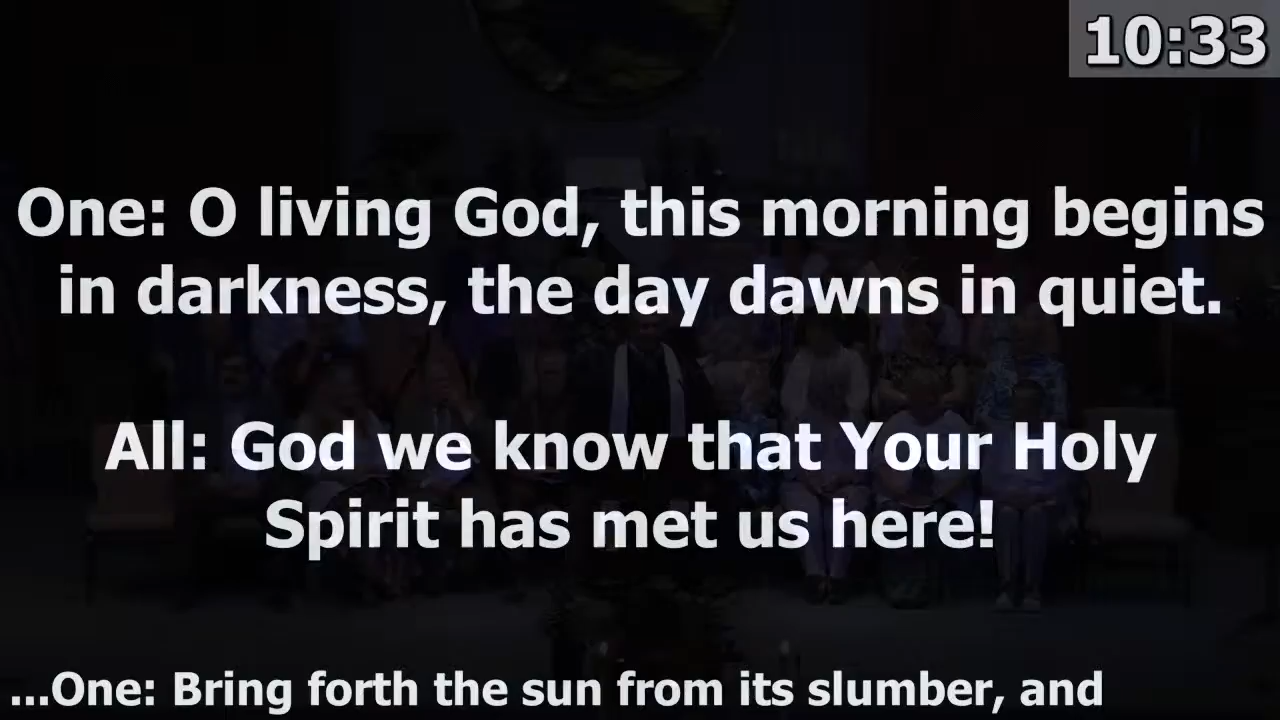 10:33
One: O living God, this morning begins
in darkness, the day dawns in quiet.
All: God we know that Your Holy
Spirit has met us here!
...One: Bring forth the sun from its slumber, and